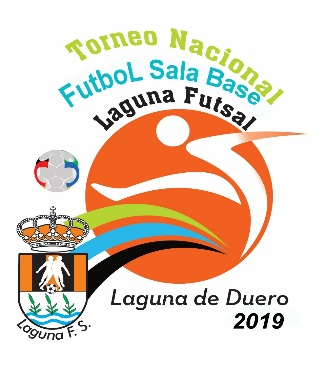 Torneo Nacional
FutboL Sala Base
Laguna Futsal
Laguna F. S.
Laguna de Duero
2019